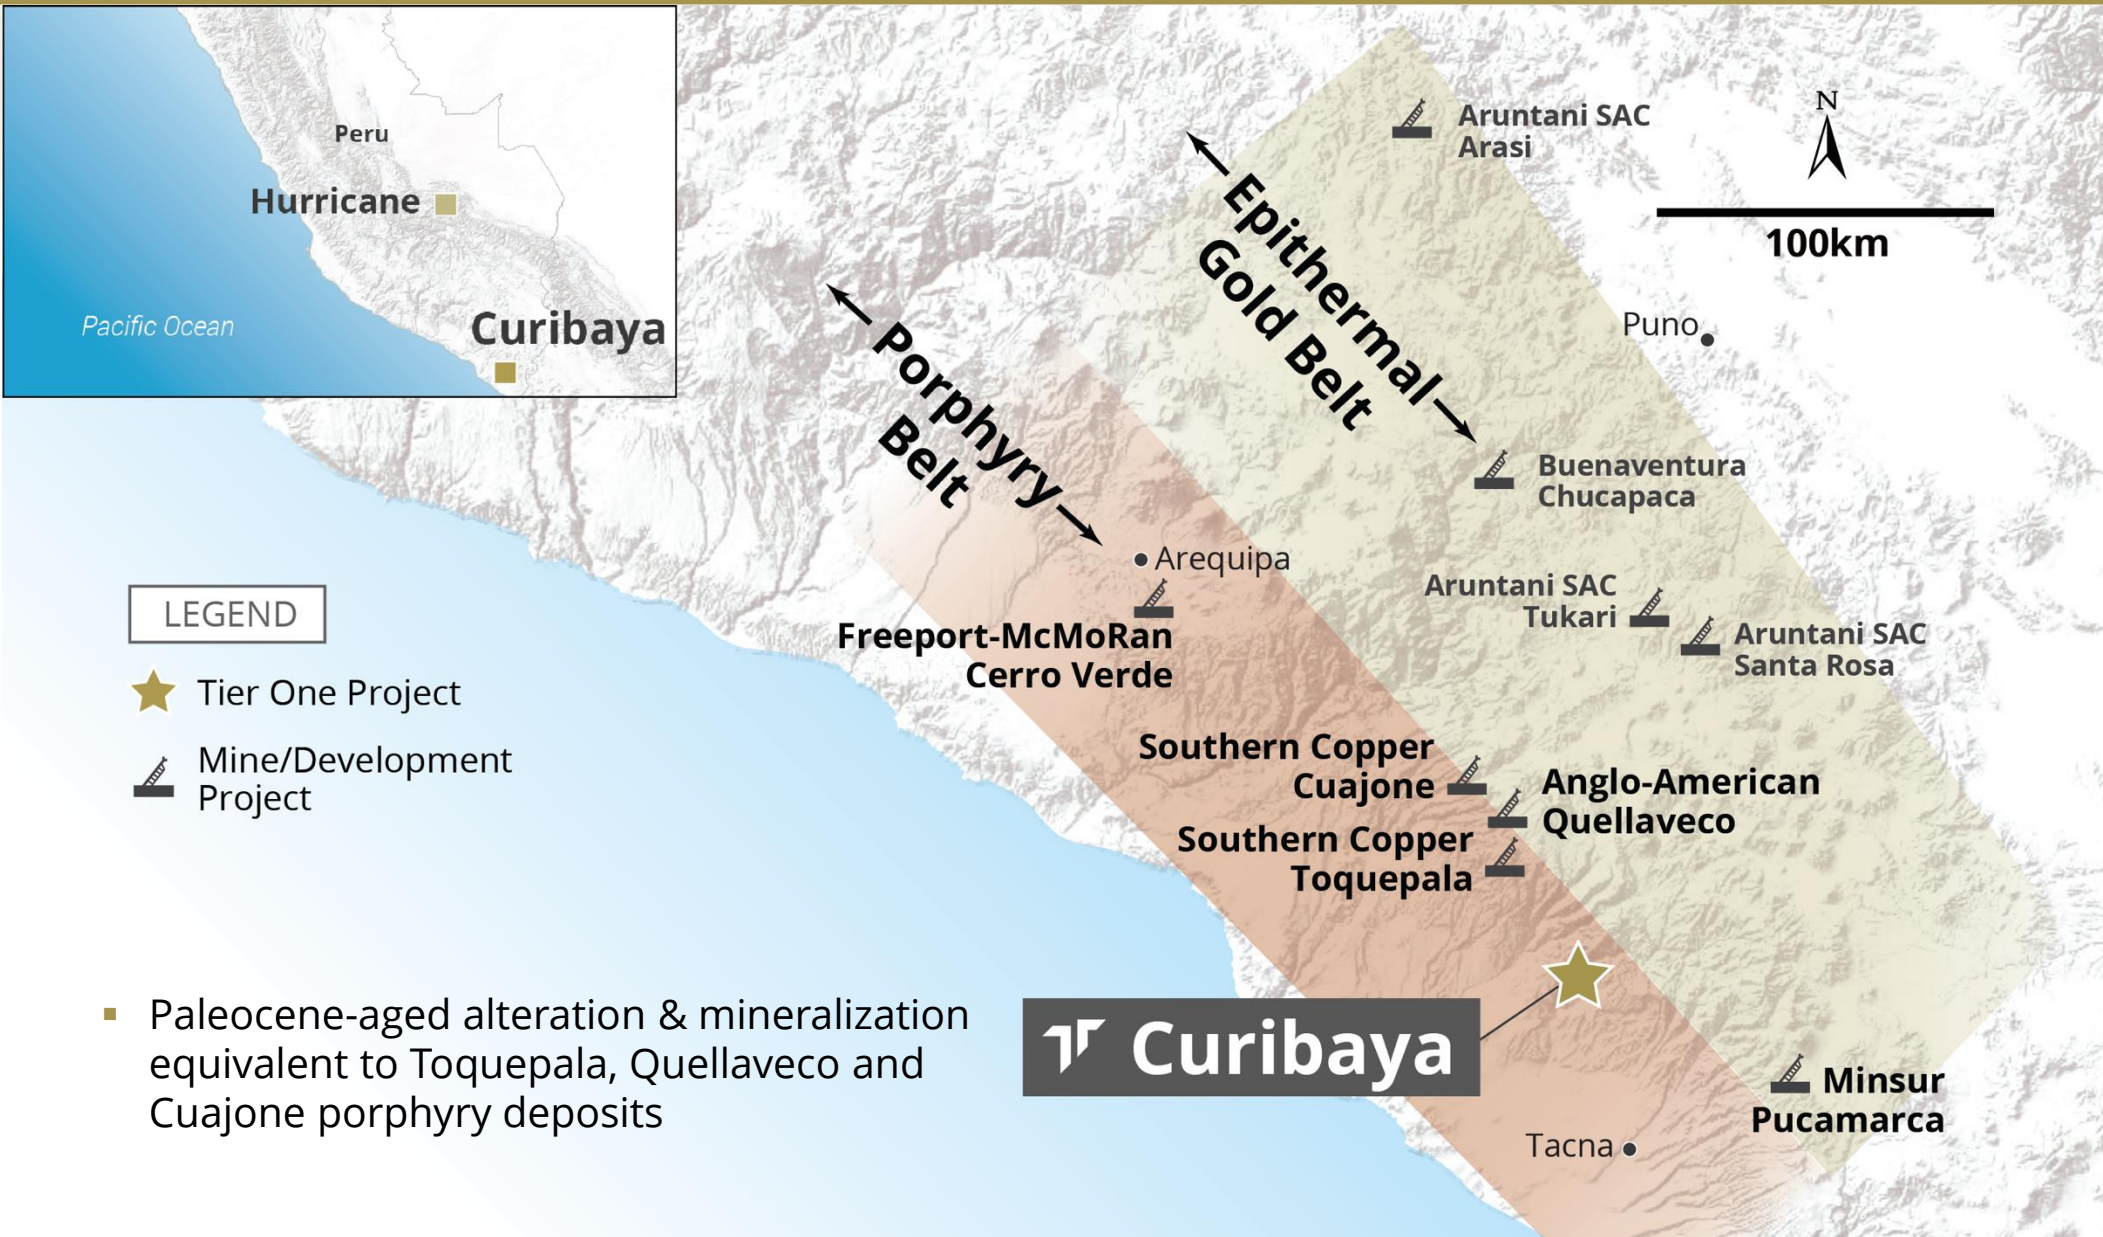 Peru
Hurricane
Curibaya
Pacific Ocean
N
100km
Aruntani SAC
Arasi
Epithermal
Gold Belt
Porphyry
Belt
Puno
Buenaventura
Chucapaca
Arequipa
Aruntani SAC
Tukari
Aruntani SAC
Santa Rosa
Freeport-McMoRan
Cerro Verde
Southern Copper
Cuajone
Anglo-American
Quellaveco
Southern Copper
Toquepala
Curibaya
Minsur
Pucamarca
Tacna
LEGEND
Tier One Project
Mine/Development
Project
▪ Paleocene-aged alteration & mineralization
equivalent to Toquepala, Quellaveco and
Cuajone porphyry deposits